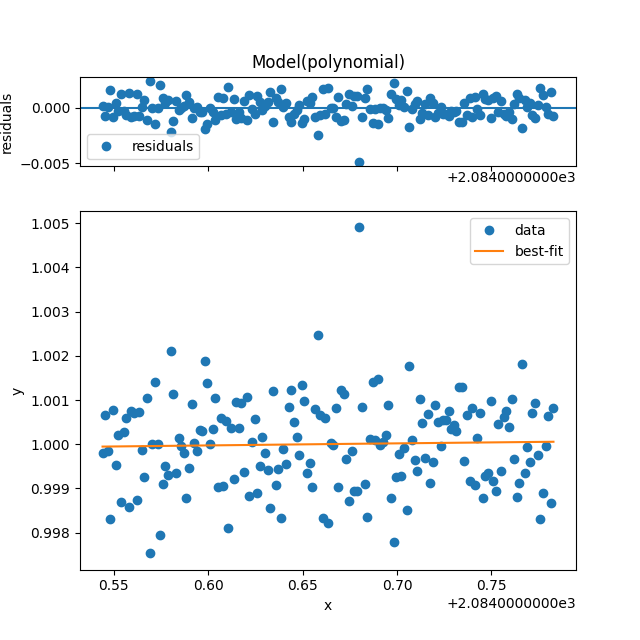 Model(polynomial)
residuals
0.000
−0.005
residuals
+2.0840000000e3
y
1.005
1.004
1.003
1.002
1.001
1.000
0.999
0.998
data
best-fit
0.55 0.60 0.65 0.70 0.75
x
+2.0840000000e3